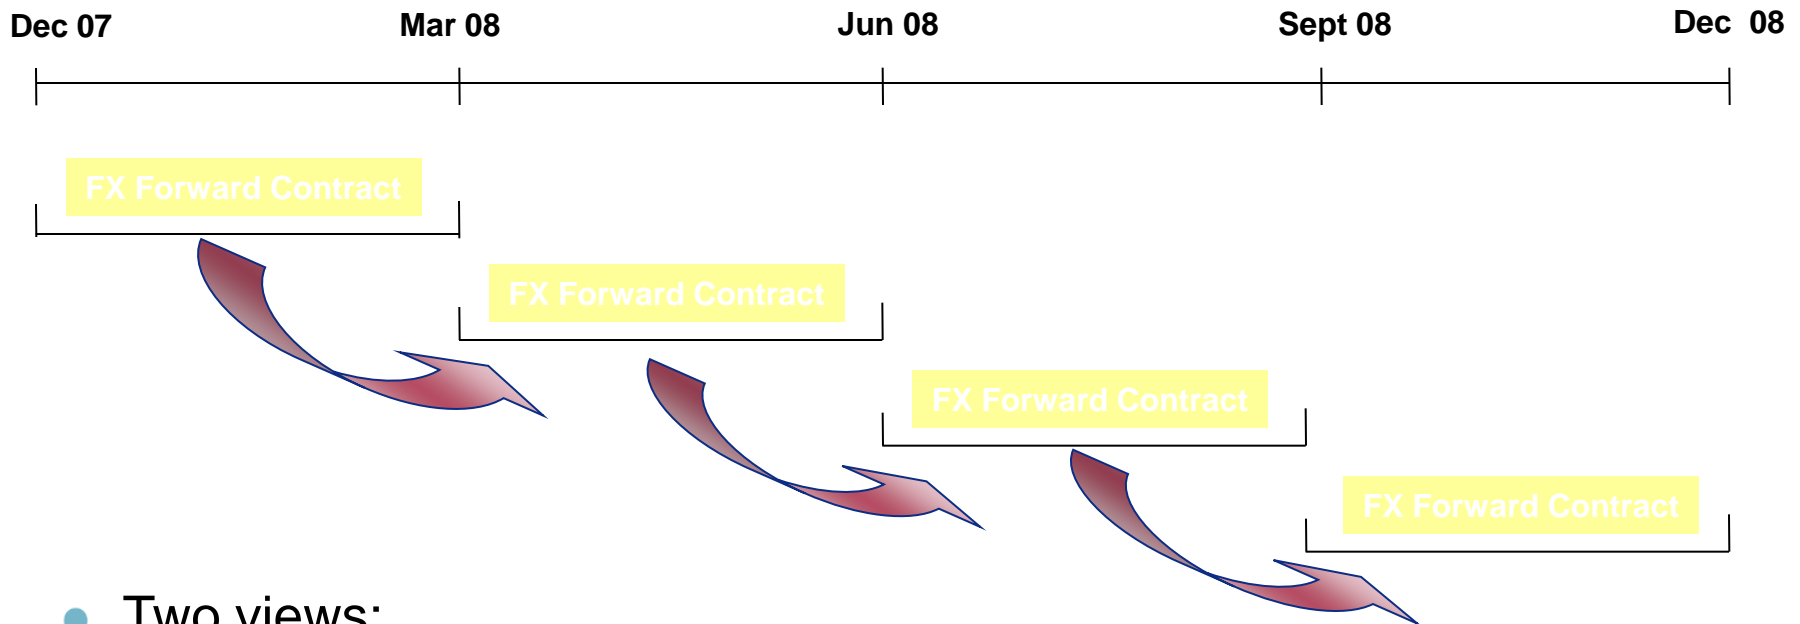 Dec 07 Mar 08 Jun 08 Sept 08 Dec 08
FX Forward Contract
FX Forward Contract
FX Forward Contract
FX Forward Contract
Two views: